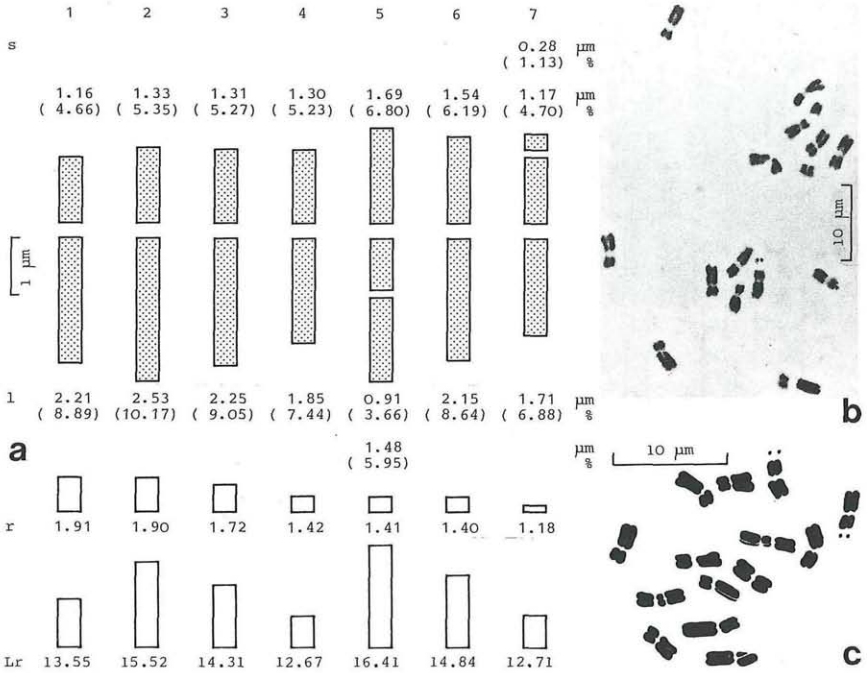 1 2 3 4 5 6 7
s 0.28 µm
( 1.13) %
1.16 1.33 1.31 1.30 1.69 1.54 1.17 µm
( 4.66) ( 5.35) ( 5.27) ( 5.23) ( 6.80) ( 6.19) ( 4.70) %
1 µm
10 µm
l 2.21 2.53 2.25 1.85 0.91 2.15 1.71 µm
( 8.89) (10.17) ( 9.05) ( 7.44) ( 3.66) ( 8.64) ( 6.88) %
b
a 1.48 µm
( 5.95) %
10 µm
r 1.91 1.90 1.72 1.42 1.41 1.40 1.18
Lr 13.55 15.52 14.31 12.67 16.41 14.84 12.71
c